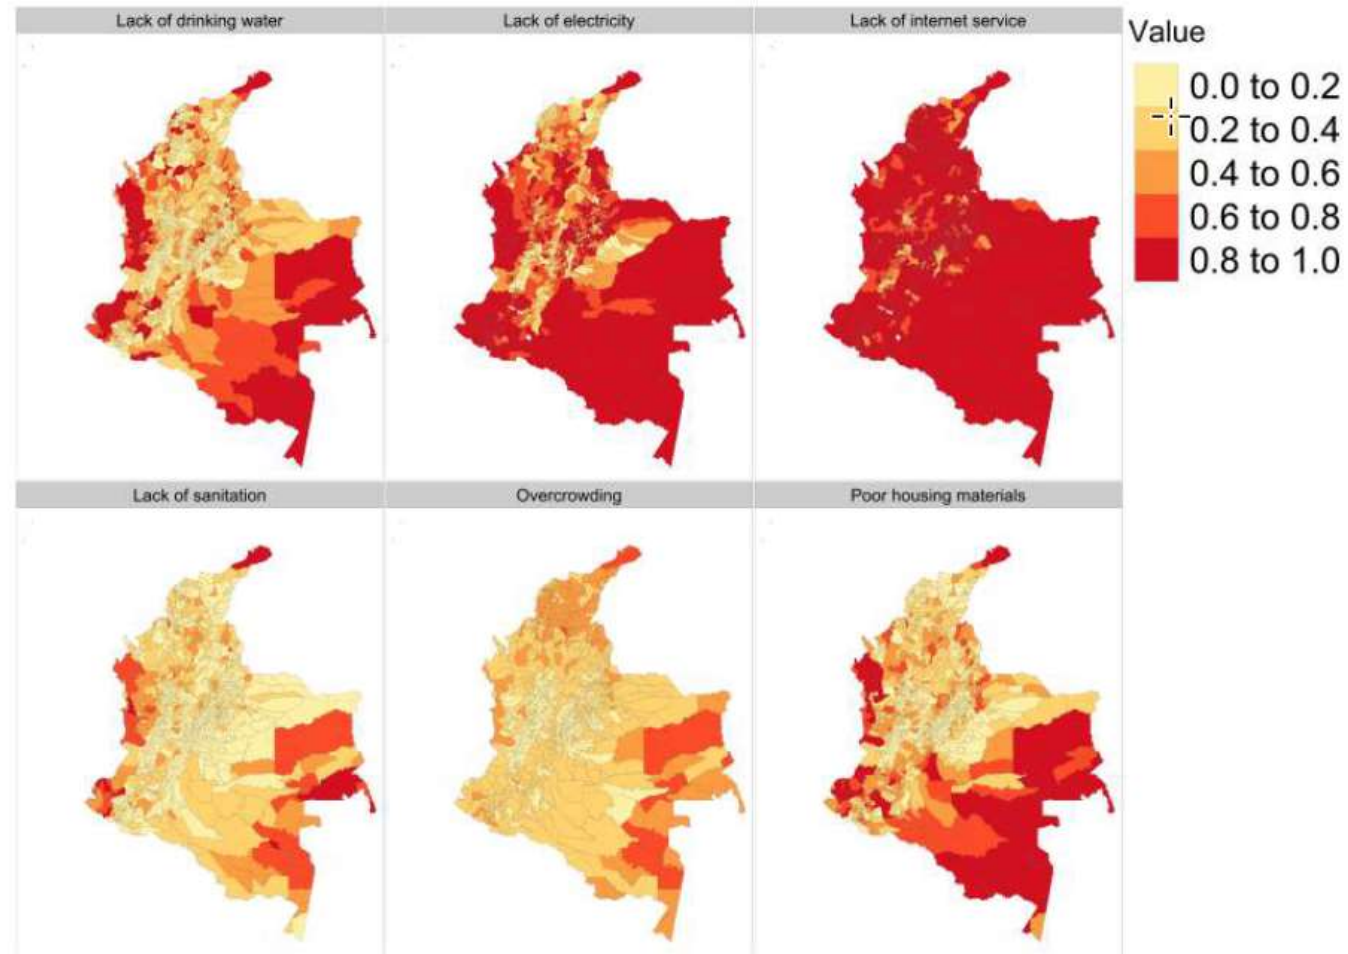 Lack of drinking water
Lack of electricity
Lack of internet service
Value
0.0 to 0.2
0.2 to 0.4
0.4 to 0.6
0.6 to 0.8
0.8 to 1.0
Lack of sanitation
Overcrowding
Poor housing materials